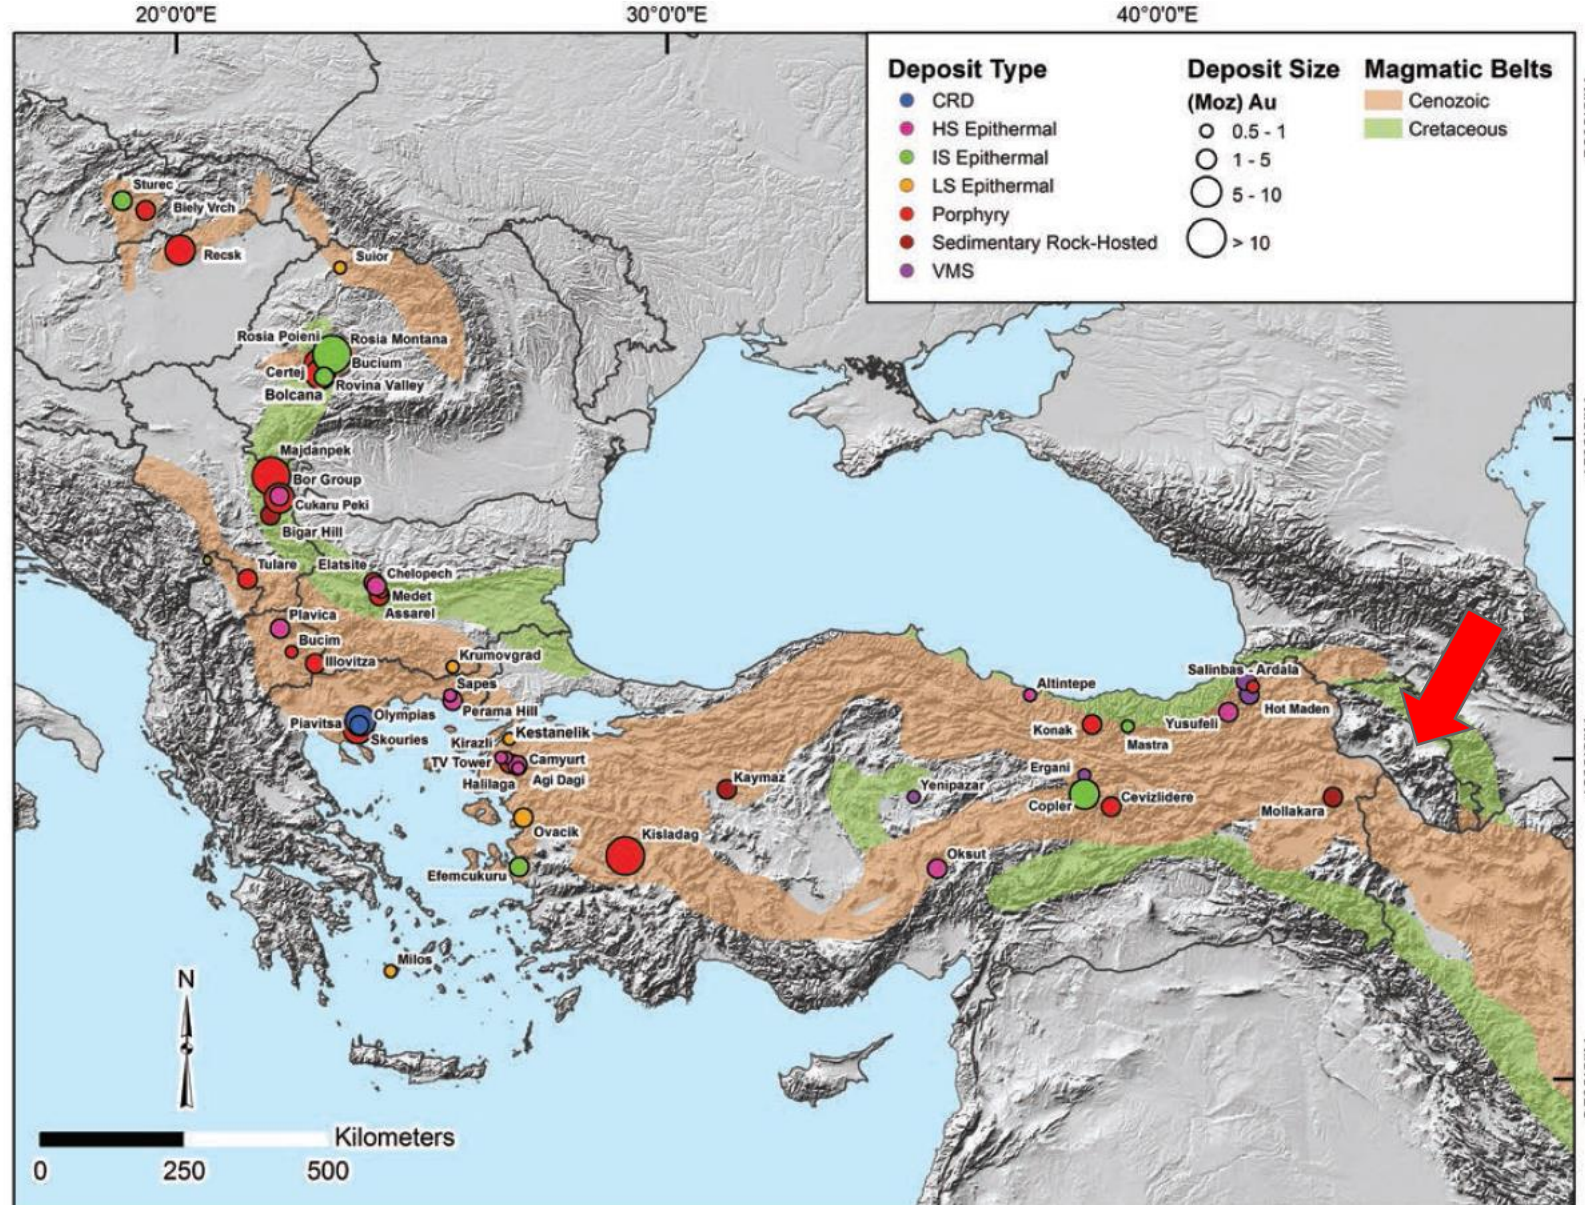 20°0'0"E
30°0'0"E
40°0'0"E
Deposit Type
CRD
HS Epithermal
IS Epithermal
LS Epithermal
Porphyry
Sedimentary Rock-Hosted
VMS
Deposit Size
(Moz) Au
0.5 - 1
1 - 5
5 - 10
> 10
Magmatic Belts
Cenozoic
Cretaceous
Sturec
Biely Vrch
Recsk
Suior
Rosia Poieni
Rosia Montana
Bucium
Certej
Rovina Valley
Bolcana
Majdanpek
Bor Group
Cukaru Peki
Bigar Hill
Tulare
Elatsite
Chelopech
Medet
Assarel
Plavica
Bucim
Illovitza
Krumovgrad
Sapes
Perama Hill
Olympias
Piavitsa
Skouries
Kirazli
Kestanelik
TV Tower
Camyurt
Halilaga
Agi Dagi
Ovacik
Efemcukuru
Kisladag
Kaymaz
Milos
Yenipazar
Oksut
Altintepe
Konak
Mastra
Yusufeli
Salinbas - Ardala
Hot Maden
Ergani
Copler
Cevizlidere
Mollakara
N
Kilometers
0
250
500